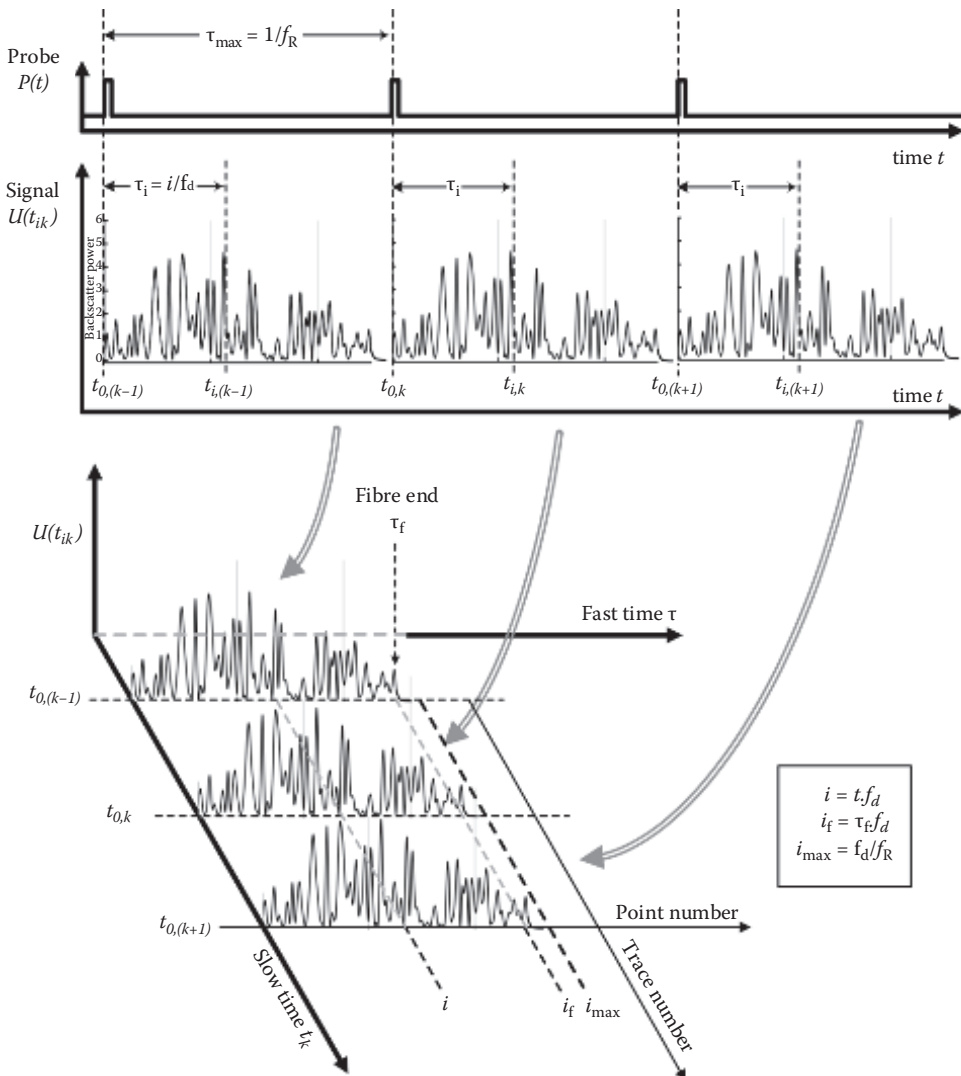 τmax = 1/fR
Probe
P(t)
time t
Signal
U(tik)
τi = i/fd
τi
τi
Backscatter power
6
5
4
3
2
1
0
t0,(k−1)
ti,(k−1)
t0,k
ti,k
t0,(k+1)
ti,(k+1)
time t
Fibre end
τf
U(tik)
Fast time τ
t0,(k−1)
t0,k
t0,(k+1)
Point number
i = t.fd
if = τf.fd
imax = fd/fR
Slow time tk
i
if
imax
Trace number